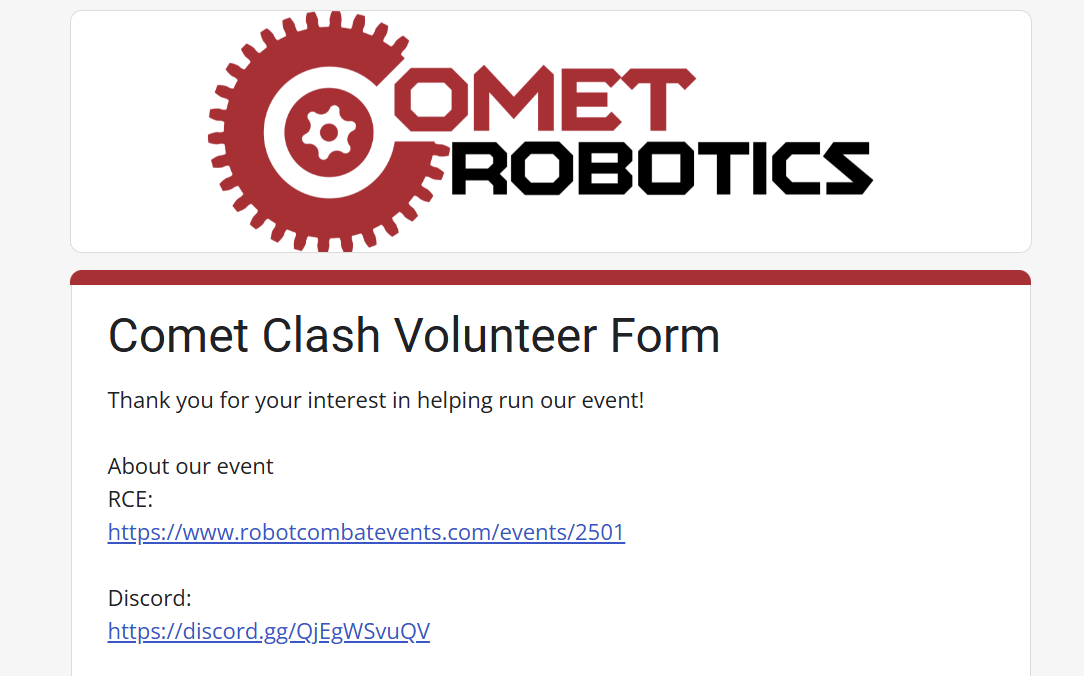 COMET
ROBOTICS
Comet Clash Volunteer Form
Thank you for your interest in helping run our event!
About our event
RCE:
https://www.robotcombatevents.com/events/2501
Discord:
https://discord.gg/QjEgWSvuQV